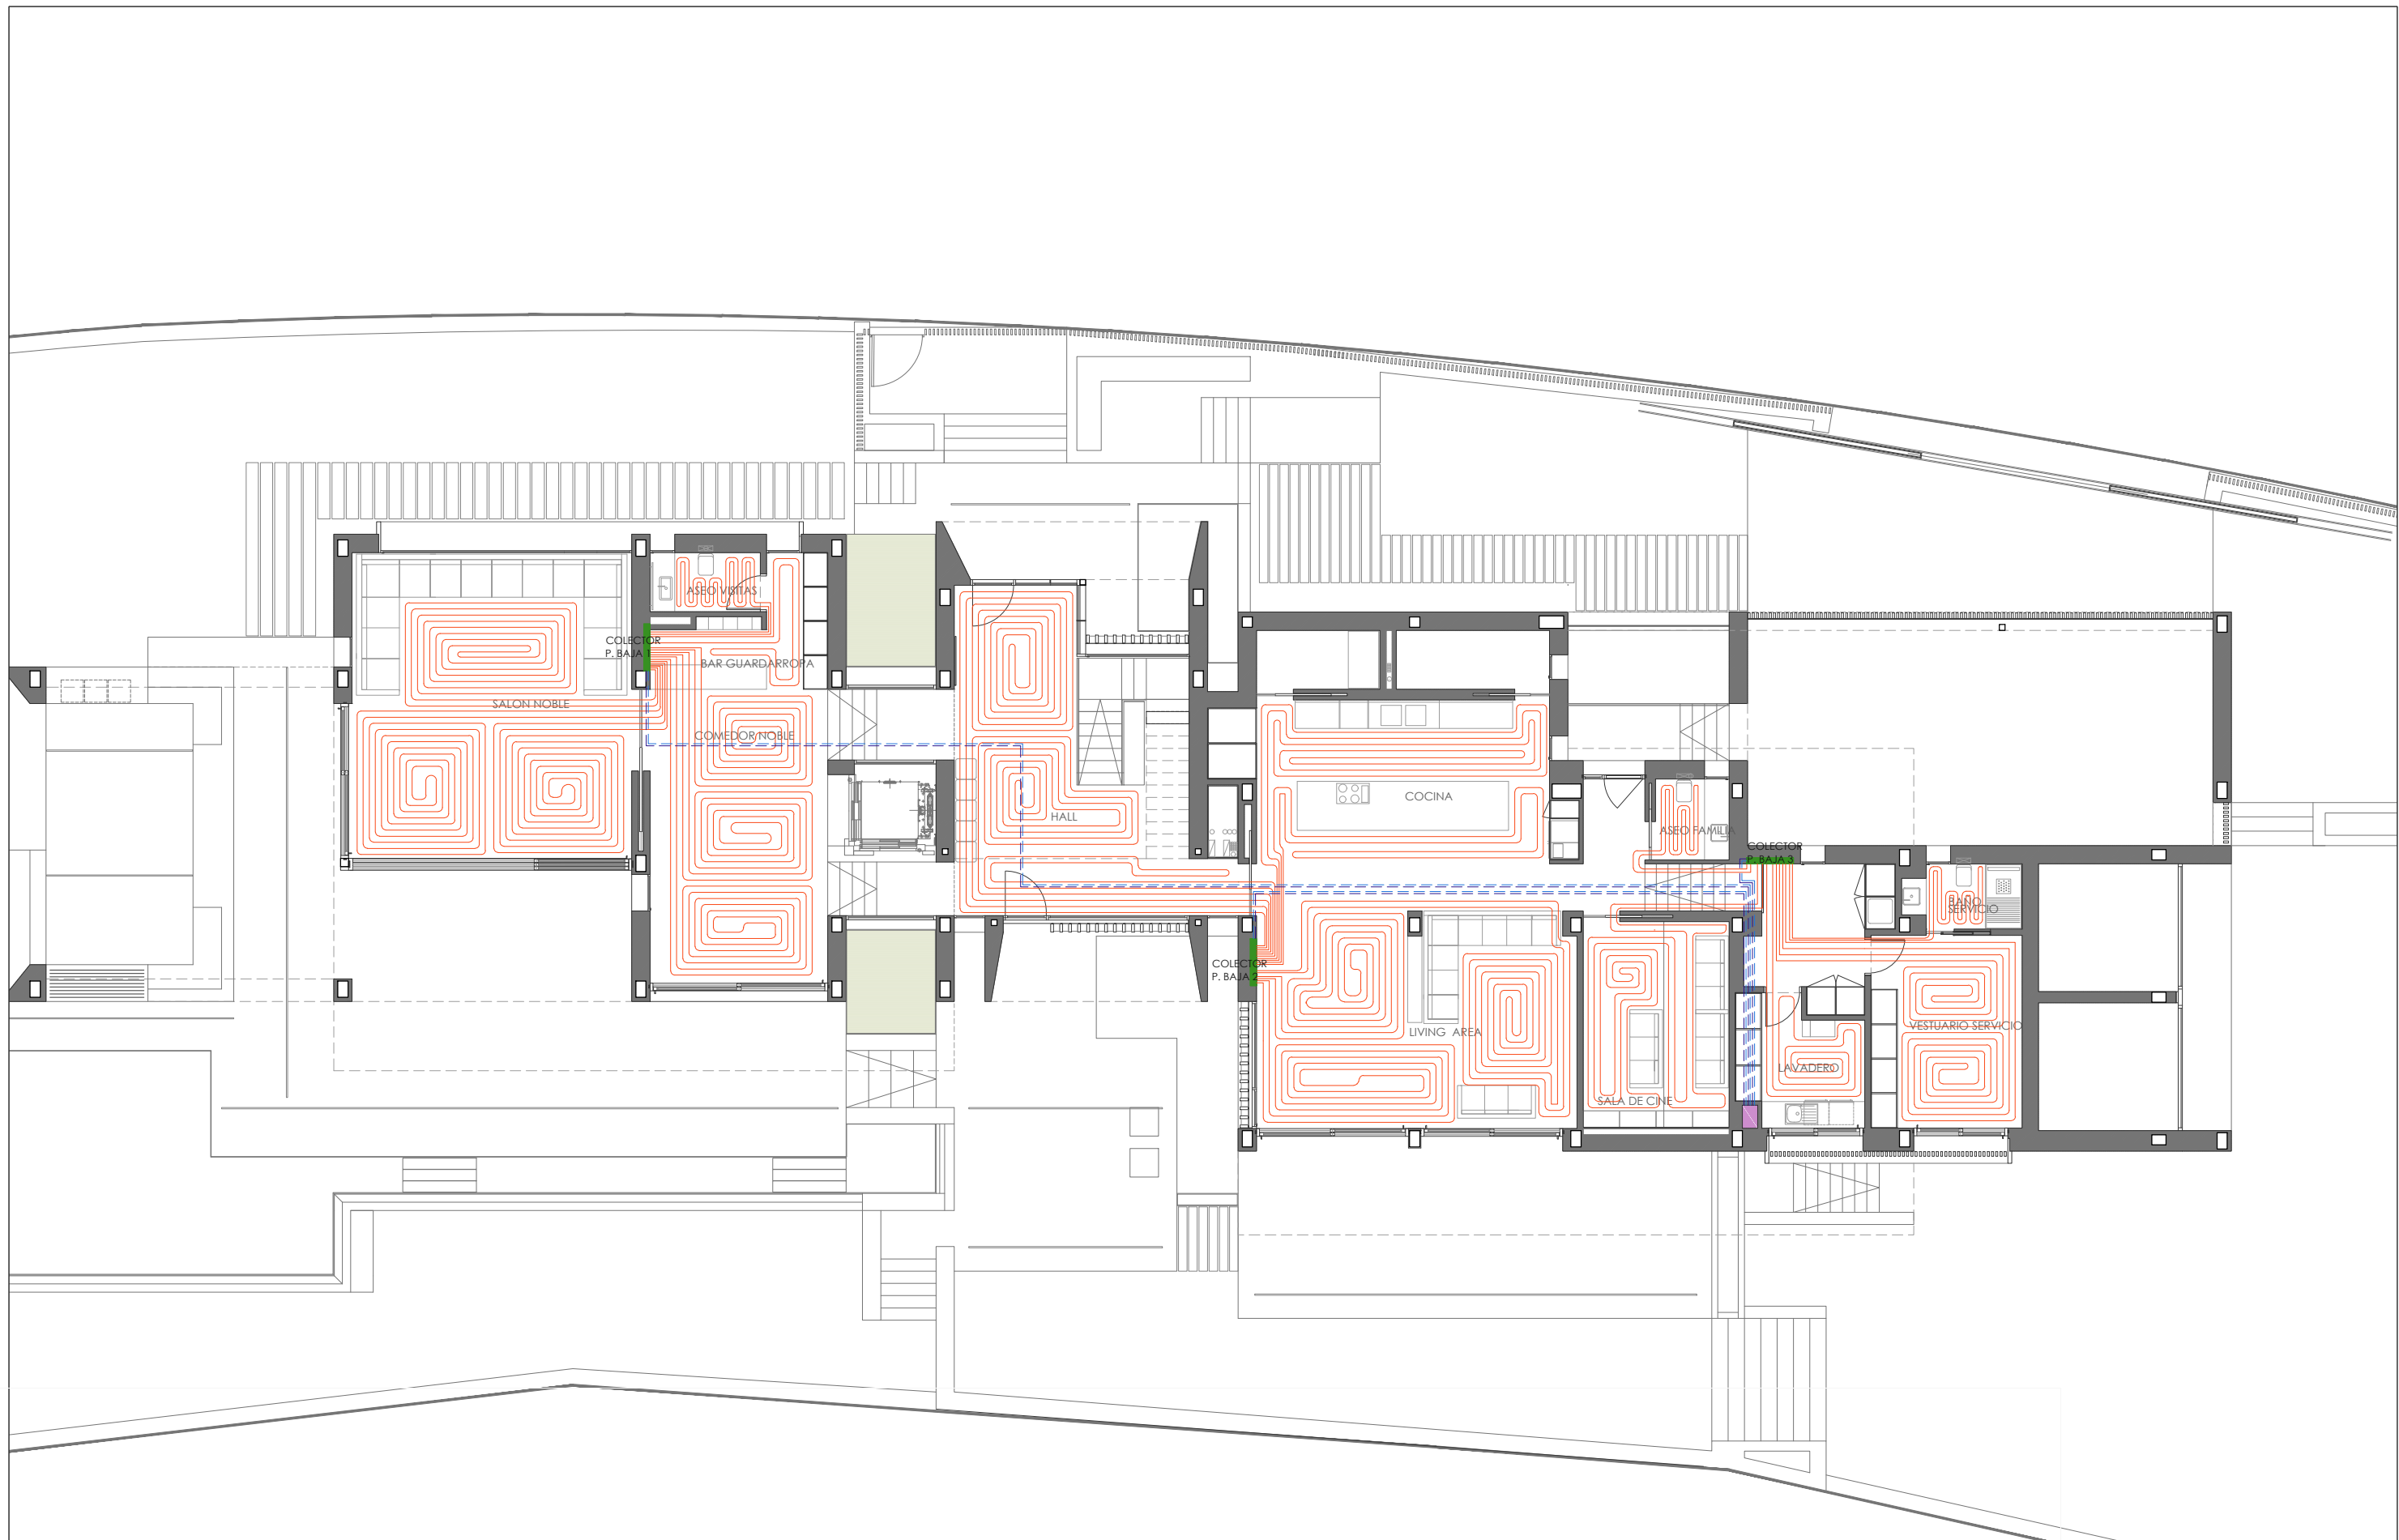 ASEO VISITAS
COLECTOR
P. BAJA 1
BAR GUARDARROPA
SALON NOBLE
COMEDOR NOBLE
HALL
COCINA
ASEO FAMILIA
COLECTOR
P. BAJA 3
BAÑO
SERVICIO
COLECTOR
P. BAJA 2
LIVING AREA
VESTUARIO SERVICIO
LAVADERO
SALA DE CINE